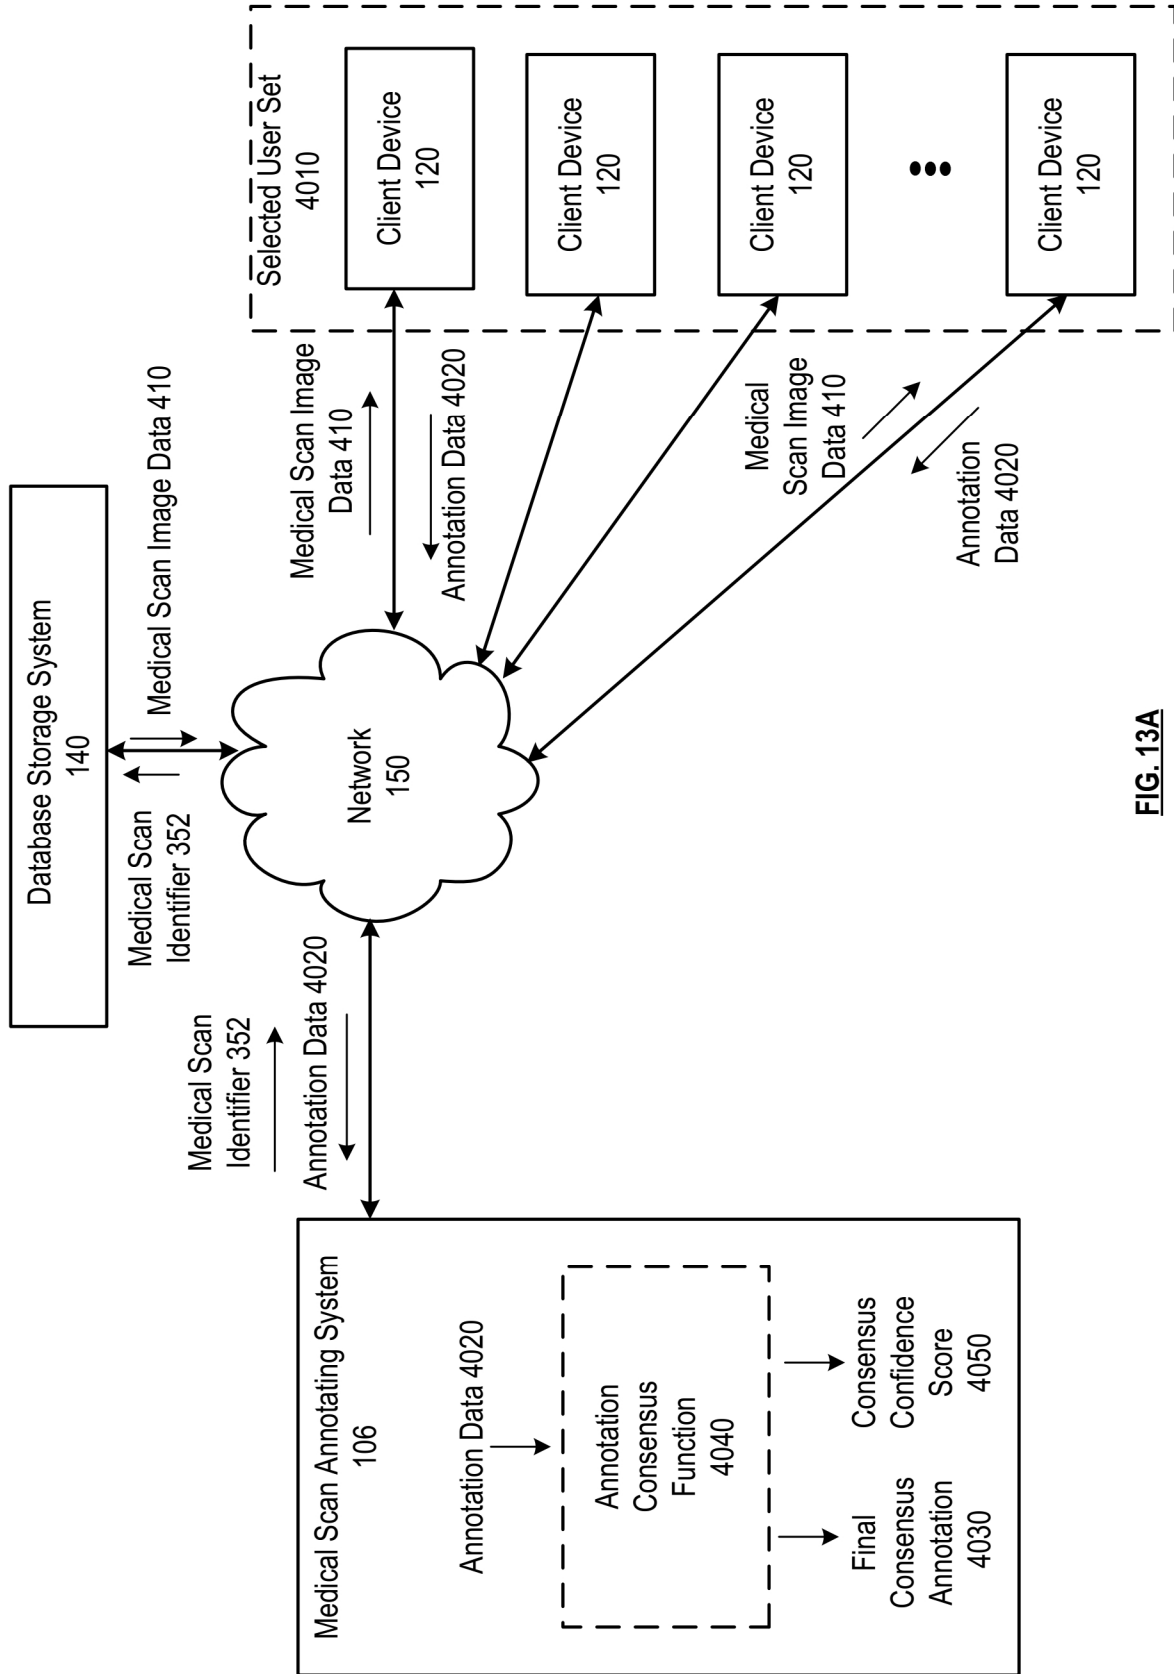 Database Storage System
140
Medical Scan
Identifier 352
Medical Scan Image Data 410
Medical Scan Annotating System
106
Annotation Data 4020
Annotation
Consensus
Function
4040
Final
Consensus
Annotation
4030
Consensus
Confidence
Score
4050
Medical Scan
Identifier 352
Annotation Data 4020
Network
150
Medical Scan Image
Data 410
Annotation Data 4020
Medical
Scan Image
Data 410
Annotation
Data 4020
Selected User Set
4010
Client Device
120
Client Device
120
Client Device
120
Client Device
120
FIG. 13A